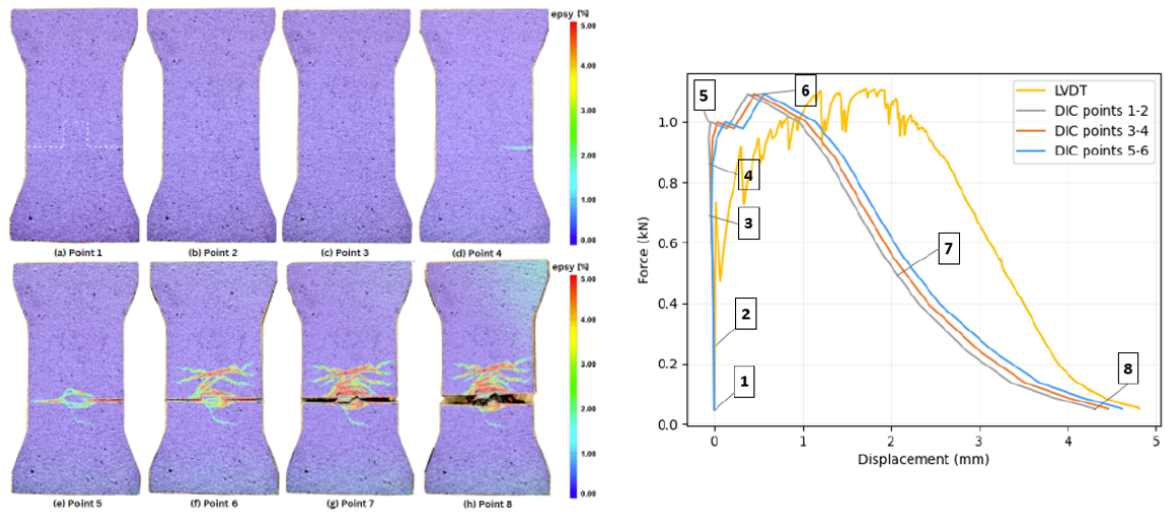 epsy [%]
5.00
4.00
3.00
2.00
1.00
0.00
(a) Point 1
(b) Point 2
(c) Point 3
(d) Point 4
epsy [%]
5.00
4.00
3.00
2.00
1.00
0.00
(e) Point 5
(f) Point 6
(g) Point 7
(h) Point 8
LVDT
DIC points 1-2
DIC points 3-4
DIC points 5-6
5
6
4
3
7
2
8
1
1.0
0.8
0.6
0.4
0.2
0.0
Force (kN)
0
1
2
3
4
5
Displacement (mm)